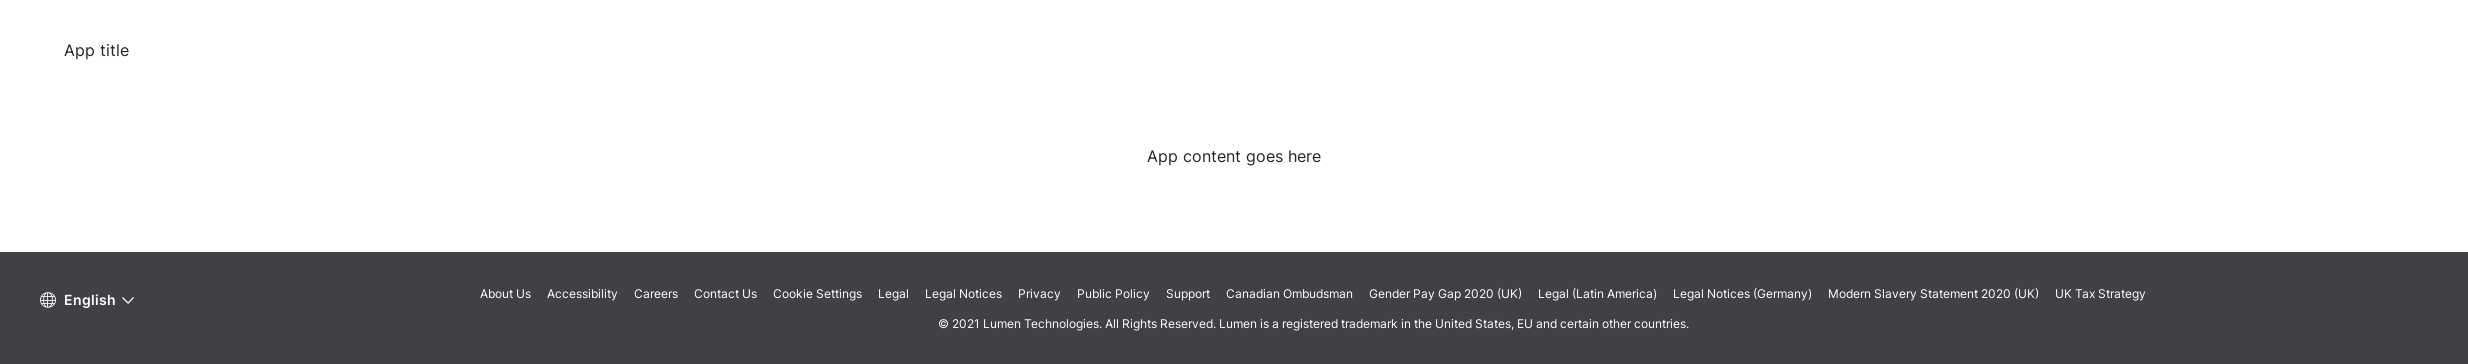 App title
App content goes here
English
About Us Accessibility Careers Contact Us Cookie Settings Legal Legal Notices Privacy Public Policy Support Canadian Ombudsman Gender Pay Gap 2020 (UK) Legal (Latin America) Legal Notices (Germany) Modern Slavery Statement 2020 (UK) UK Tax Strategy
© 2021 Lumen Technologies. All Rights Reserved. Lumen is a registered trademark in the United States, EU and certain other countries.